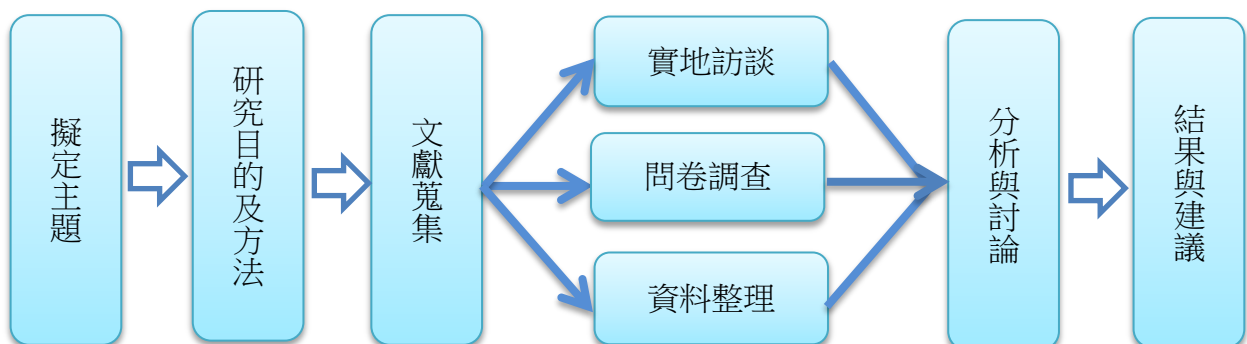 擬定主題
研究目的及方法
文獻蒐集
實地訪談
問卷調查
資料整理
分析與討論
結果與建議